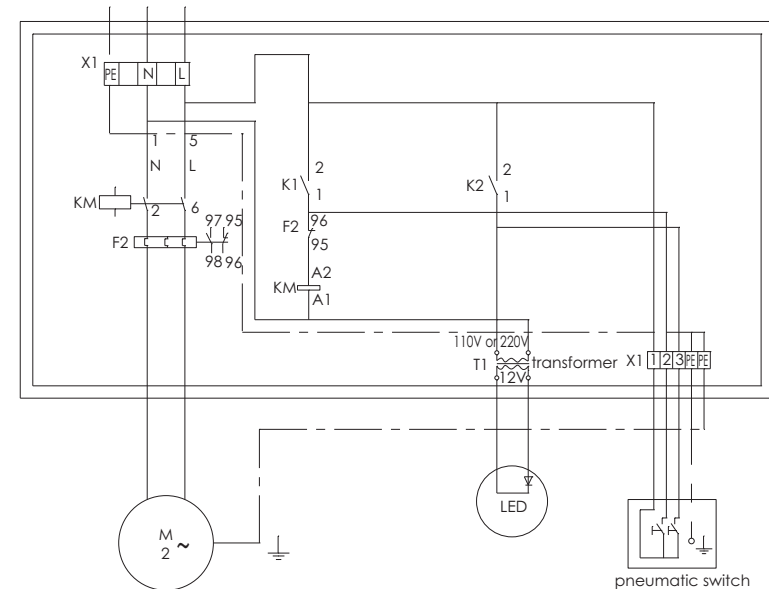 X1
PE N L
1 5
N L
KM
2 6
F2
97 95
98 96
K1
2
1
F2
96
95
KM
A2
A1
K2
2
1
110V or 220V
T1
transformer
12V
X1 1 2 3 PE PE
LED
M
2 ~
pneumatic switch